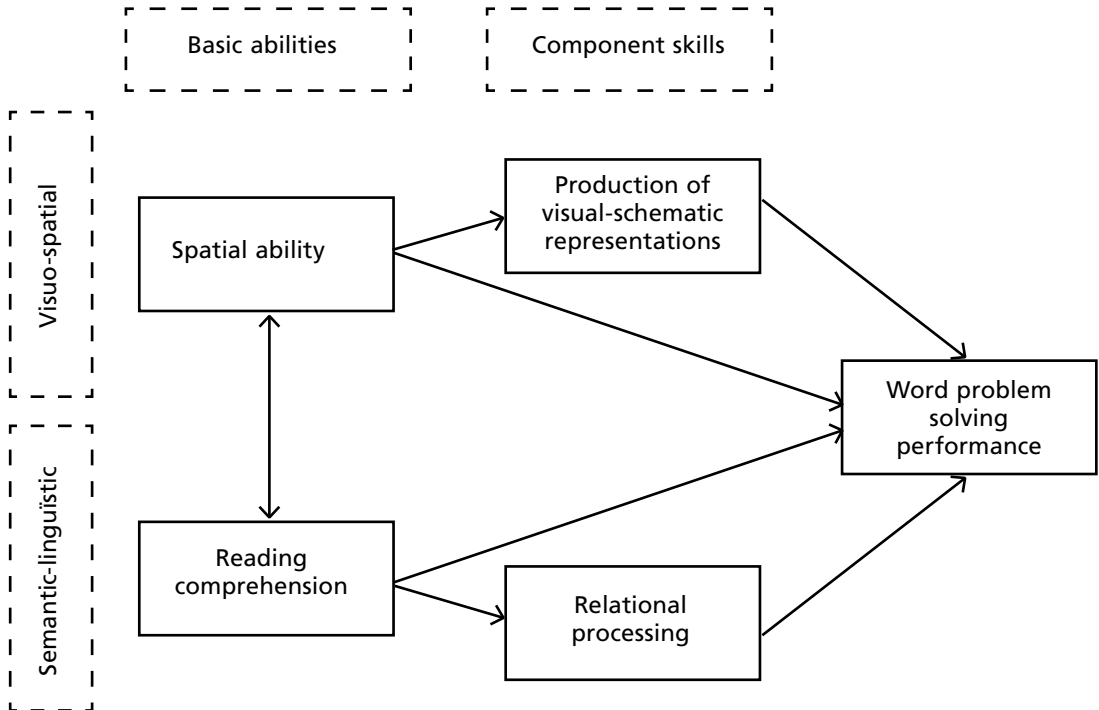 Basic abilities
Component skills
Visuo-spatial
Production of
visual-schematic
representations
Spatial ability
Word problem
solving
performance
Semantic-linguïstic
Reading
comprehension
Relational
processing